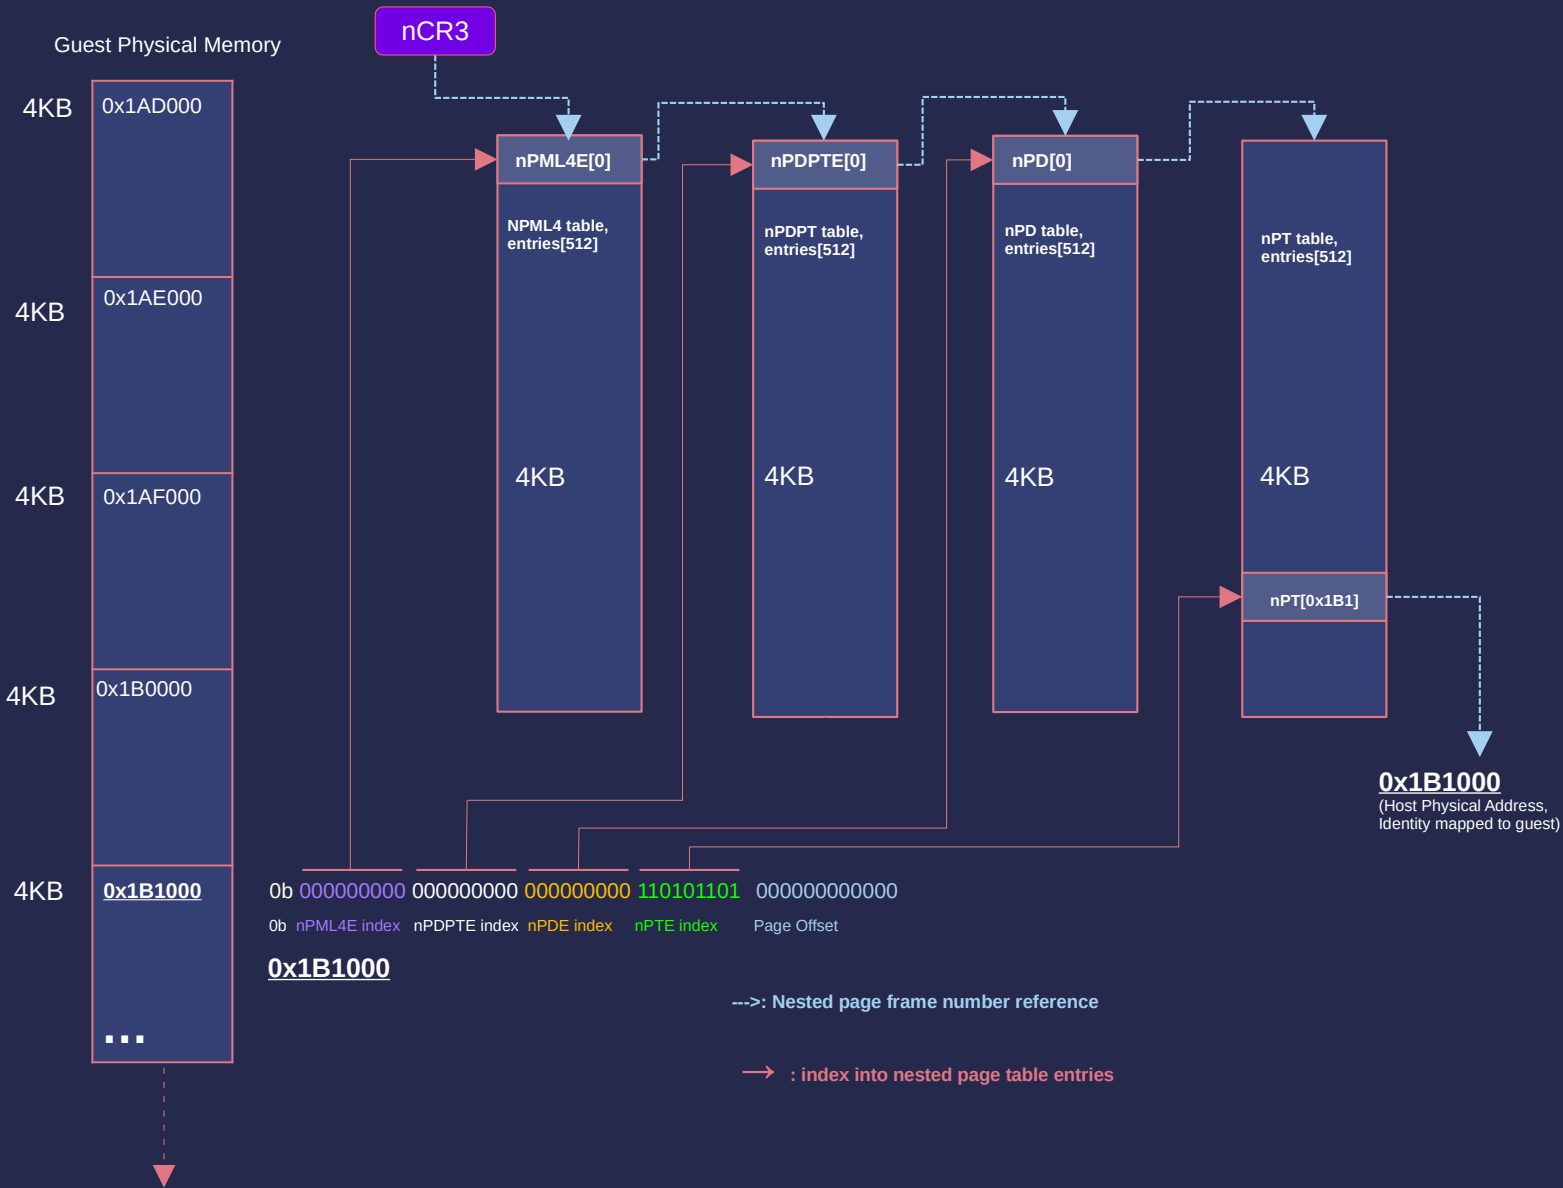 nCR3
Guest Physical Memory
4KB
0x1AD000
4KB
0x1AE000
4KB
0x1AF000
4KB
0x1B0000
4KB
0x1B1000
...
nPML4E[0]
NPML4 table,
entries[512]
4KB
nPDPTE[0]
nPDPT table,
entries[512]
4KB
nPD[0]
nPD table,
entries[512]
4KB
nPT table,
entries[512]
4KB
nPT[0x1B1]
0x1B1000
(Host Physical Address,
Identity mapped to guest)
0b 000000000 000000000 000000000 110101101 000000000000
0b nPML4E index nPDPTE index nPDE index nPTE index Page Offset
0x1B1000
--->: Nested page frame number reference
→ : index into nested page table entries